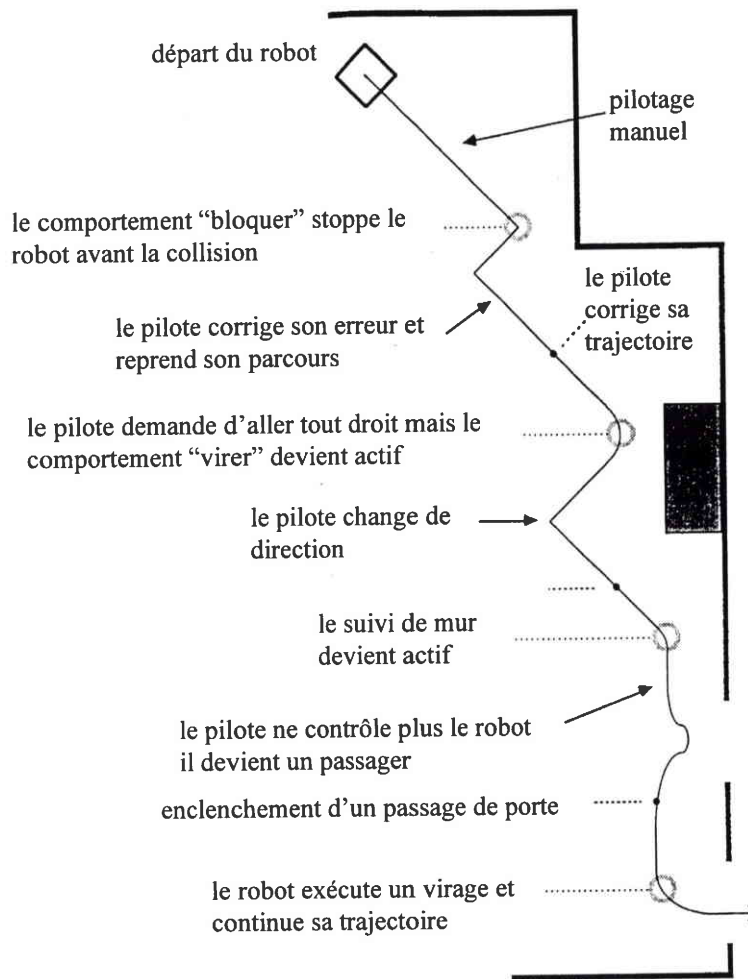 départ du robot
pilotage
manuel
le comportement “bloquer” stoppe le
robot avant la collision
le pilote
corrige sa
trajectoire
le pilote corrige son erreur et
reprend son parcours
le pilote demande d’aller tout droit mais le
comportement “virer” devient actif
le pilote change de
direction
le suivi de mur
devient actif
le pilote ne contrôle plus le robot
il devient un passager
enclenchement d’un passage de porte
le robot exécute un virage et
continue sa trajectoire